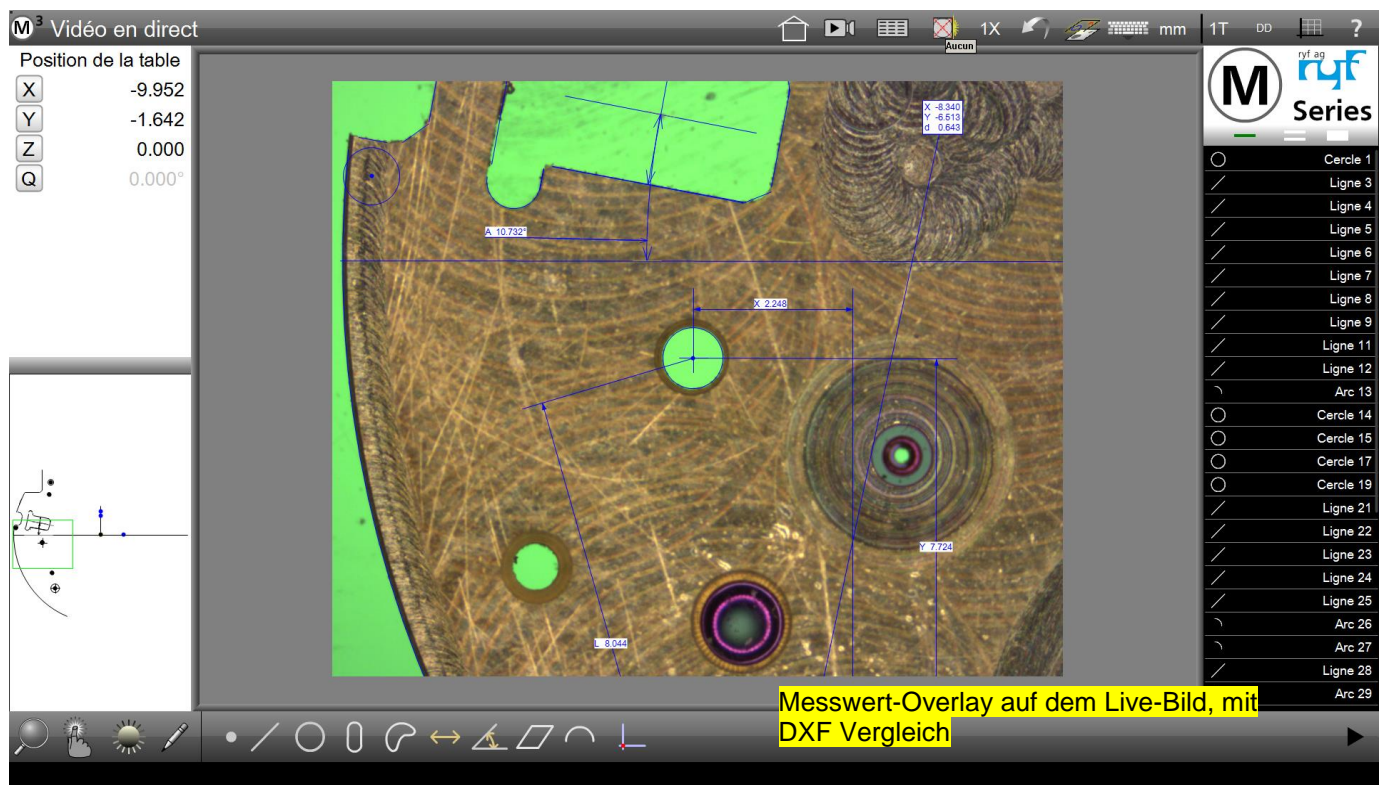 M³ Vidéo en direct
1X
mm
1T
DD
?
Aucun
Position de la table
X -9.952
Y -1.642
Z 0.000
Q 0.000°
X -8.340
Y -6.513
d 0.643
A 10.732°
X 2.248
Y 7.724
L 8.044
M
ryf ag
ryf
Series
Cercle 1
Ligne 3
Ligne 4
Ligne 5
Ligne 6
Ligne 7
Ligne 8
Ligne 9
Ligne 11
Ligne 12
Arc 13
Cercle 14
Cercle 15
Cercle 17
Cercle 19
Ligne 21
Ligne 22
Ligne 23
Ligne 24
Ligne 25
Arc 26
Arc 27
Ligne 28
Arc 29
Messwert-Overlay auf dem Live-Bild, mit
DXF Vergleich